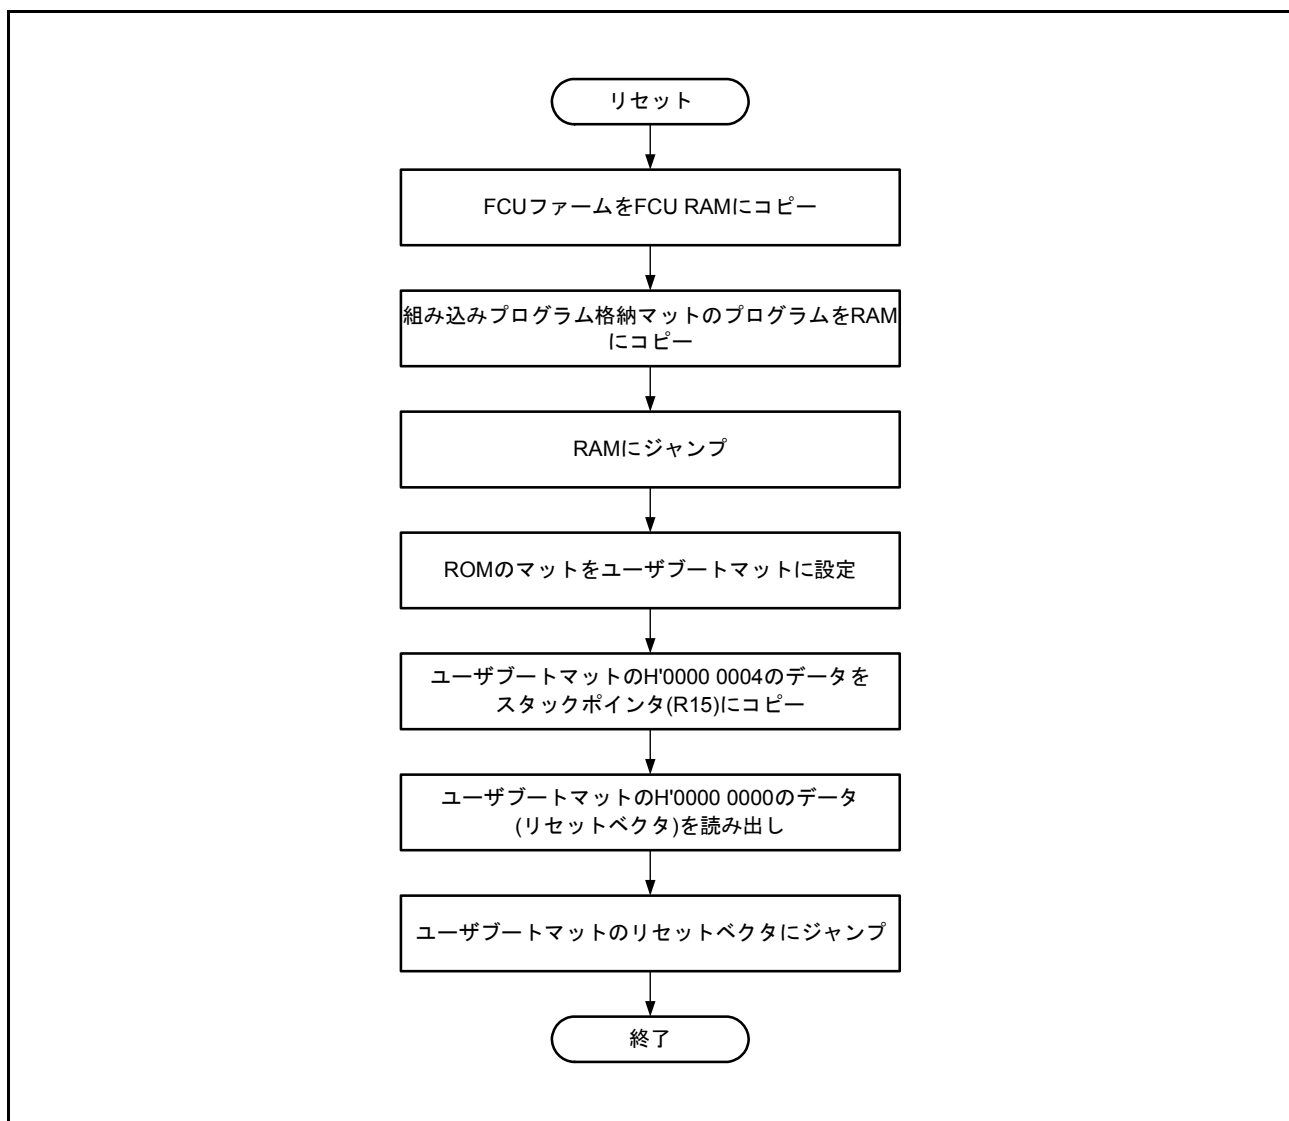 リセット
FCUファームをFCU RAMにコピー
組み込みプログラム格納マットのプログラムをRAM
にコピー
RAMにジャンプ
ROMのマットをユーザブートマットに設定
ユーザブートマットのH'0000 0004のデータを
スタックポインタ(R15)にコピー
ユーザブートマットのH'0000 0000のデータ
(リセットベクタ)を読み出し
ユーザブートマットのリセットベクタにジャンプ
終了